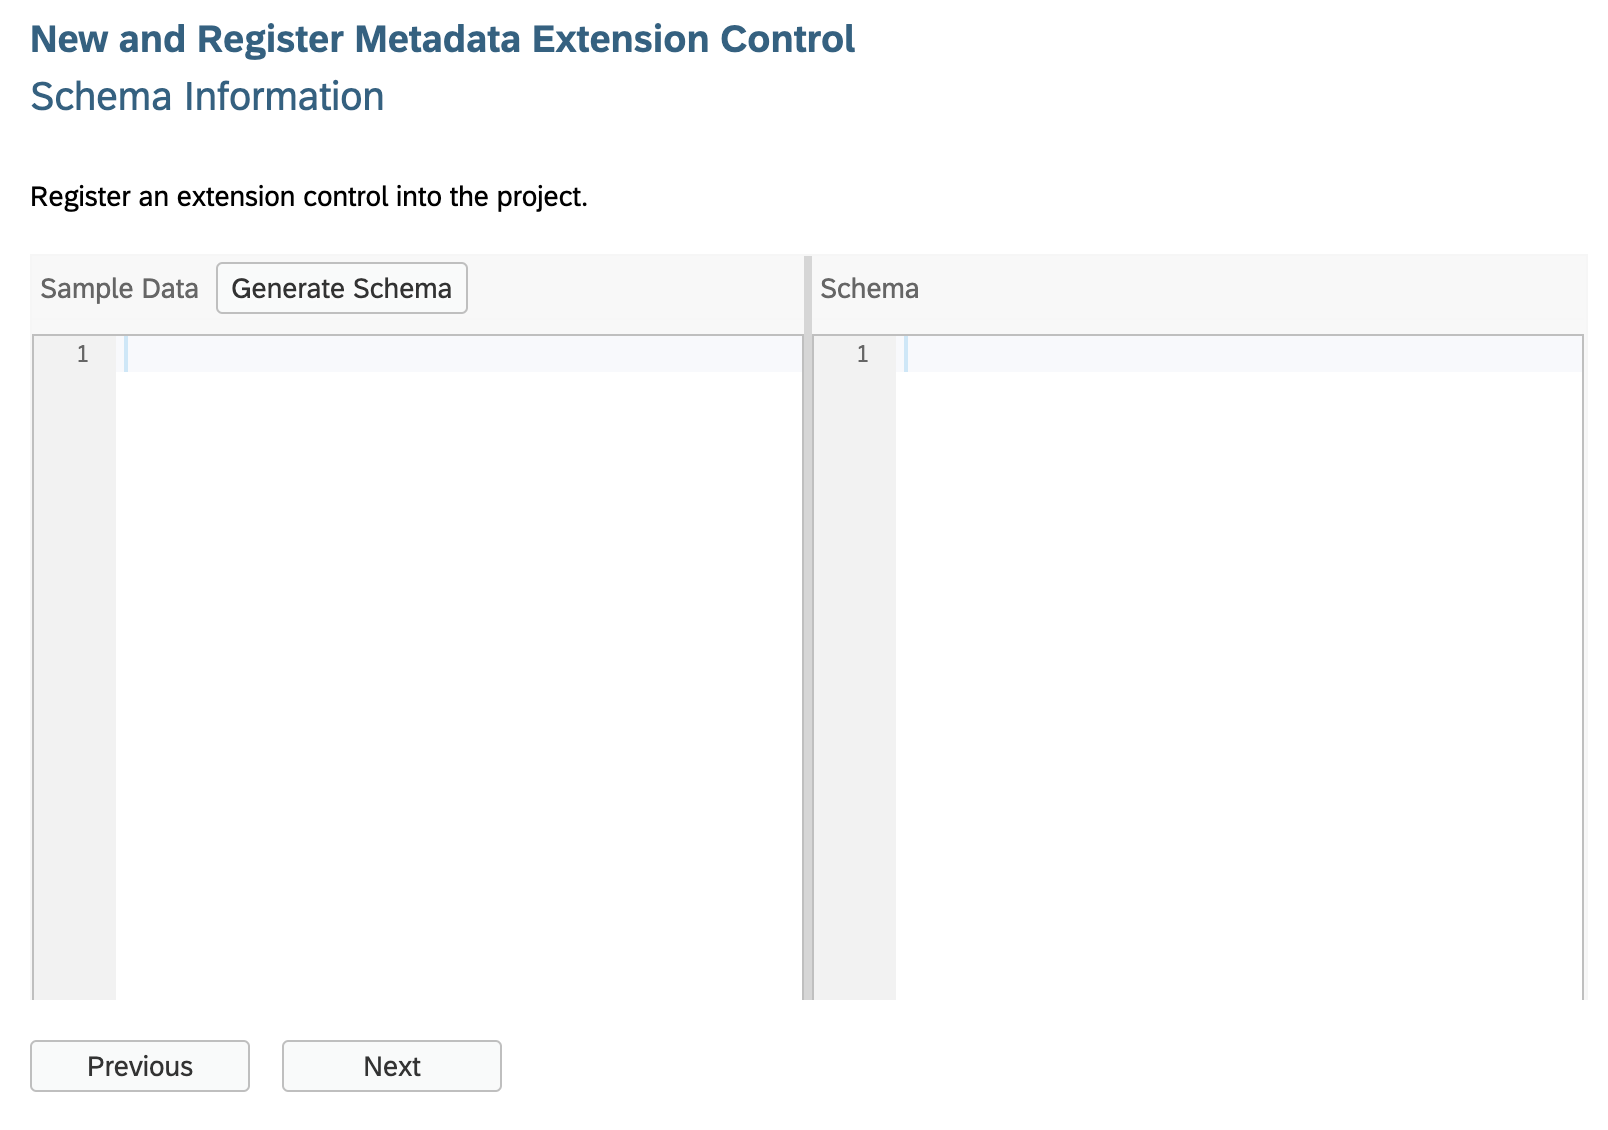 New and Register Metadata Extension Control
Schema Information
Register an extension control into the project.
Sample Data Generate Schema Schema
1 1
Previous Next